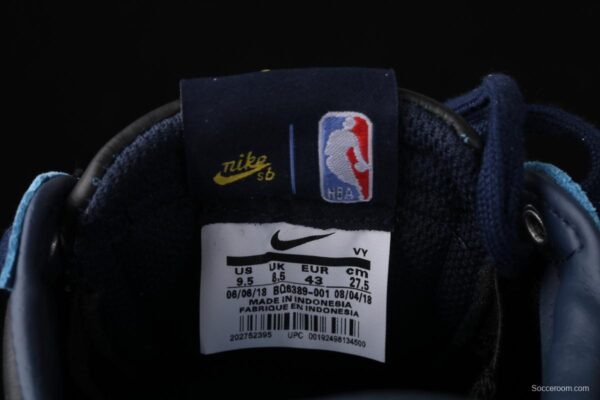 nike
sb
NBA
VY
US UK EUR cm
9.5 8.5 43 27.5
06/06/18 BQ6389-001 08/04/18
MADE IN INDONESIA
FABRIQUE EN INDONESIA
202752395 UPC 00192498134500
Socceroom.com